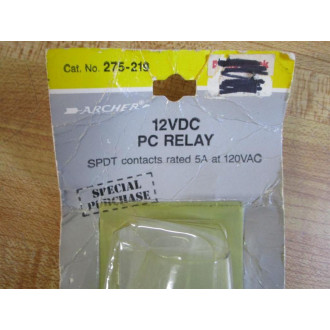 Cat. No. 275-219
ARCHER
12VDC
PC RELAY
SPDT contacts rated 5A at 120VAC
SPECIAL
PURCHASE